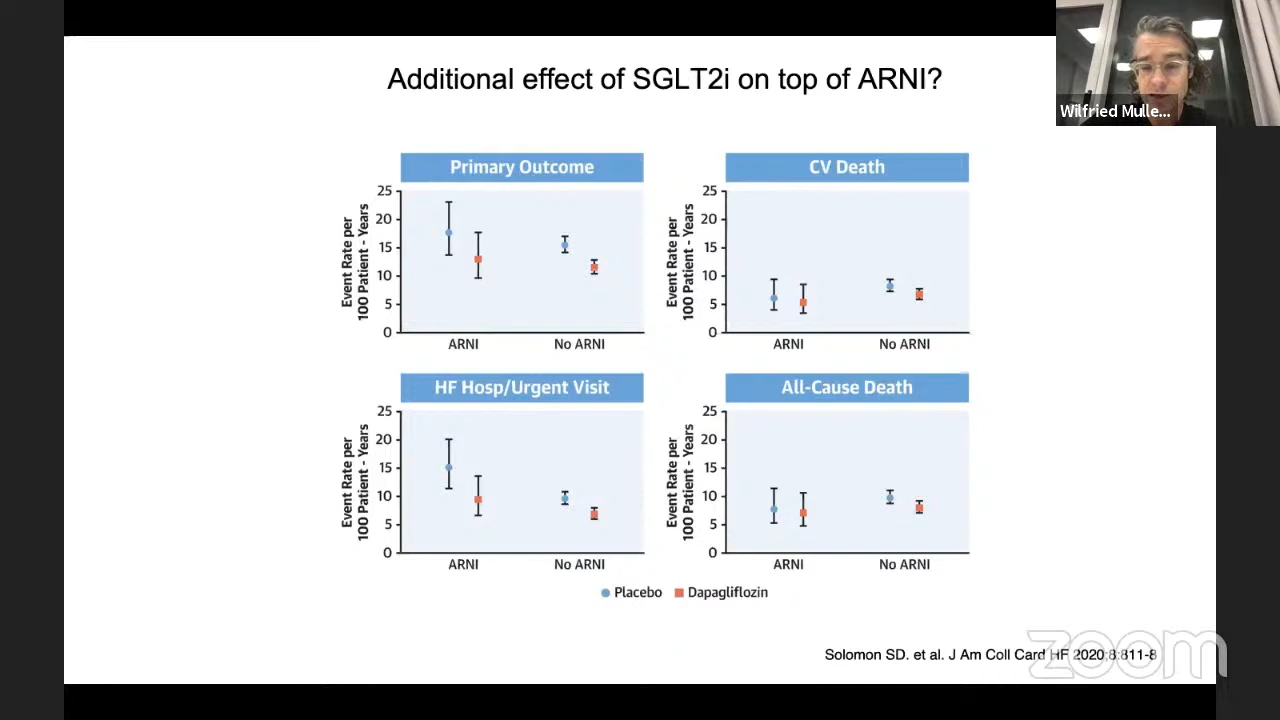 Additional effect of SGLT2i on top of ARNI?
Wilfried Mulle...
Primary Outcome
Event Rate per
100 Patient - Years
25
20
15
10
5
0
ARNI
No ARNI
CV Death
Event Rate per
100 Patient - Years
25
20
15
10
5
0
ARNI
No ARNI
HF Hosp/Urgent Visit
Event Rate per
100 Patient - Years
25
20
15
10
5
0
ARNI
No ARNI
All-Cause Death
Event Rate per
100 Patient - Years
25
20
15
10
5
0
ARNI
No ARNI
Placebo
Dapagliflozin
Solomon SD. et al. J Am Coll Card HF 2020;8:811-8
zoom